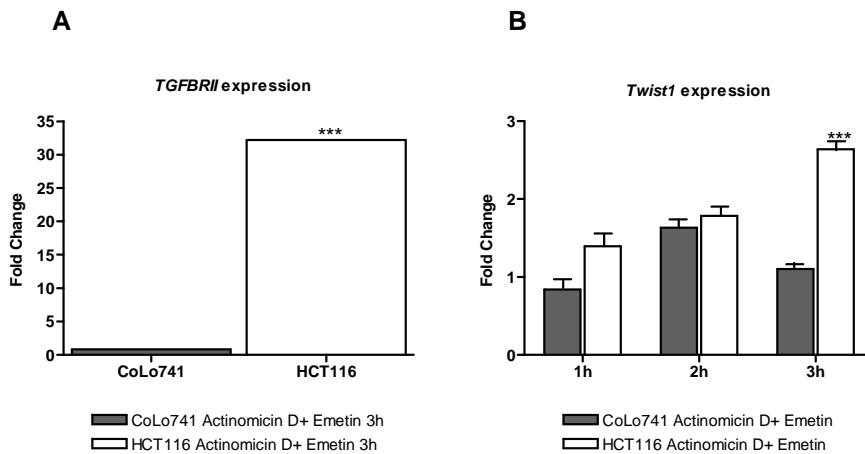 A
TGFBRII expression
Fold Change
35
30
25
20
15
10
5
0
***
CoLo741
HCT116
CoLo741 Actinomicin D+ Emetin 3h
HCT116 Actinomicin D+ Emetin 3h
B
Twist1 expression
Fold Change
3
2
1
0
***
1h
2h
3h
CoLo741 Actinomicin D+ Emetin
HCT116 Actinomicin D+ Emetin